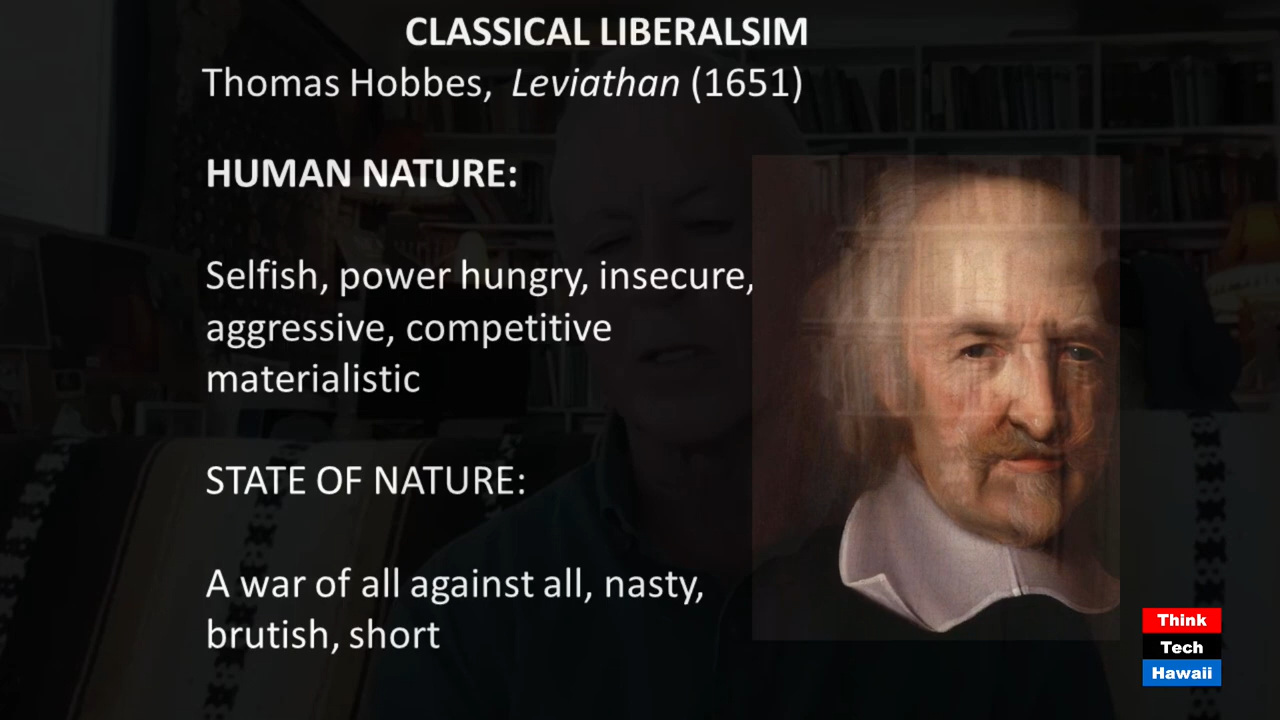 CLASSICAL LIBERALSIM
Thomas Hobbes, Leviathan (1651)
HUMAN NATURE:
Selfish, power hungry, insecure,
aggressive, competitive
materialistic
STATE OF NATURE:
A war of all against all, nasty,
brutish, short
Think
Tech
Hawaii